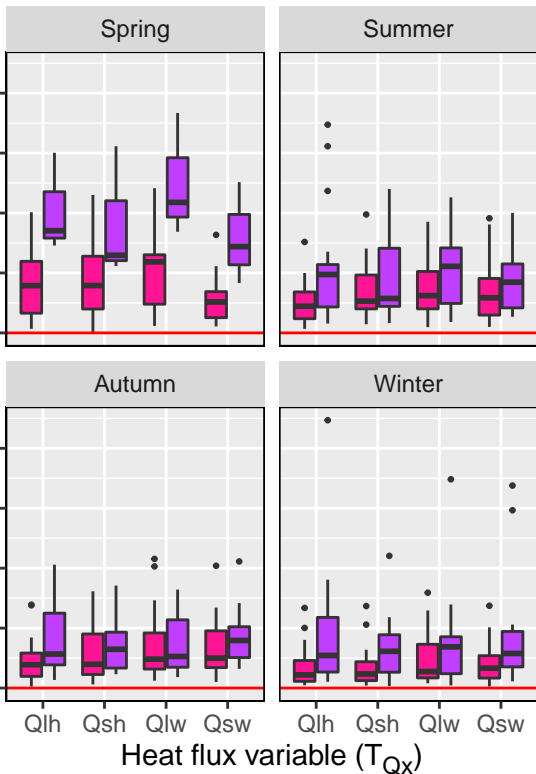 Spring Summer
Autumn Winter
Qlh Qsh Qlw Qsw Qlh Qsh Qlw Qsw
Heat flux variable (T_Qx)